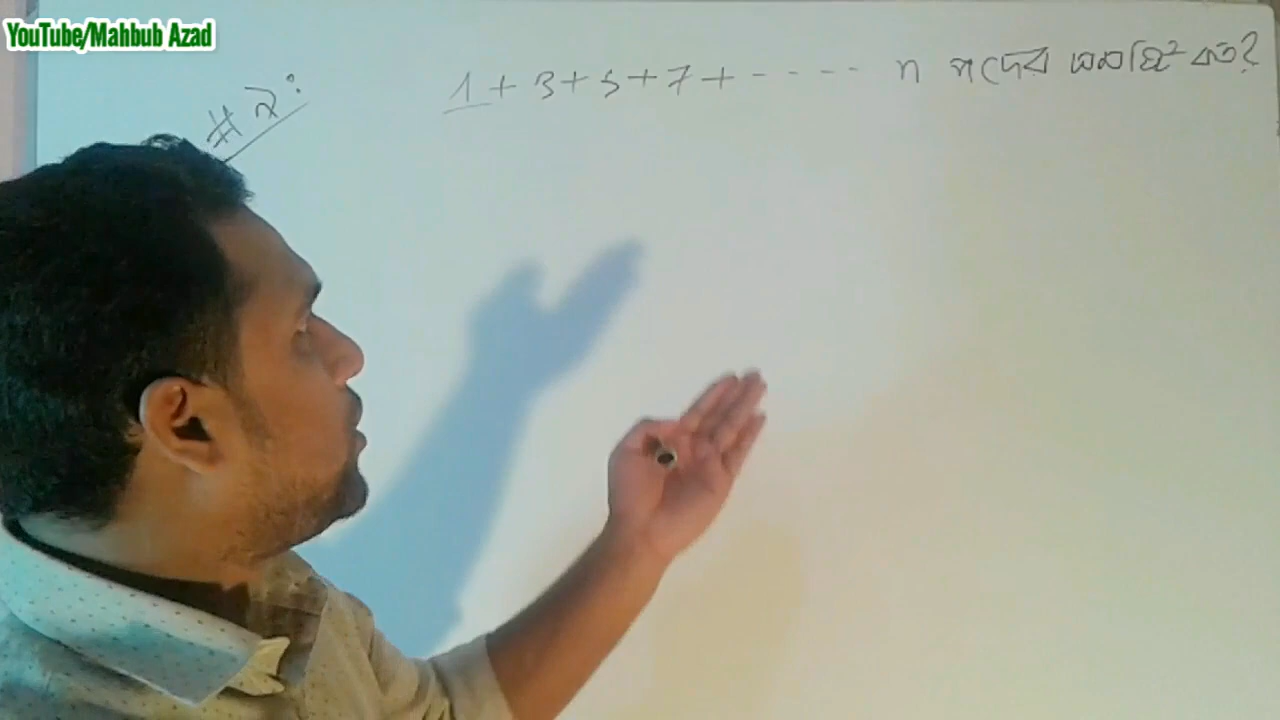 YouTube/Mahbub Azad
# ২:
1 + 3 + 5 + 7 + - - - - n পদের সমষ্টি কত?